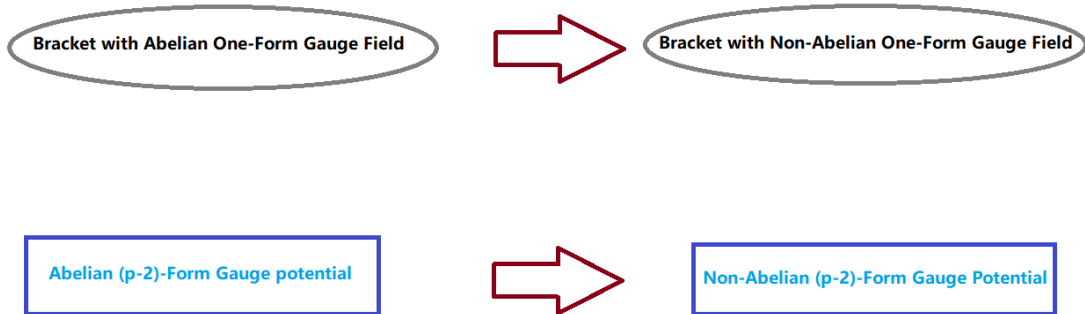 Bracket with Abelian One-Form Gauge Field
Bracket with Non-Abelian One-Form Gauge Field
Abelian (p-2)-Form Gauge potential
Non-Abelian (p-2)-Form Gauge Potential